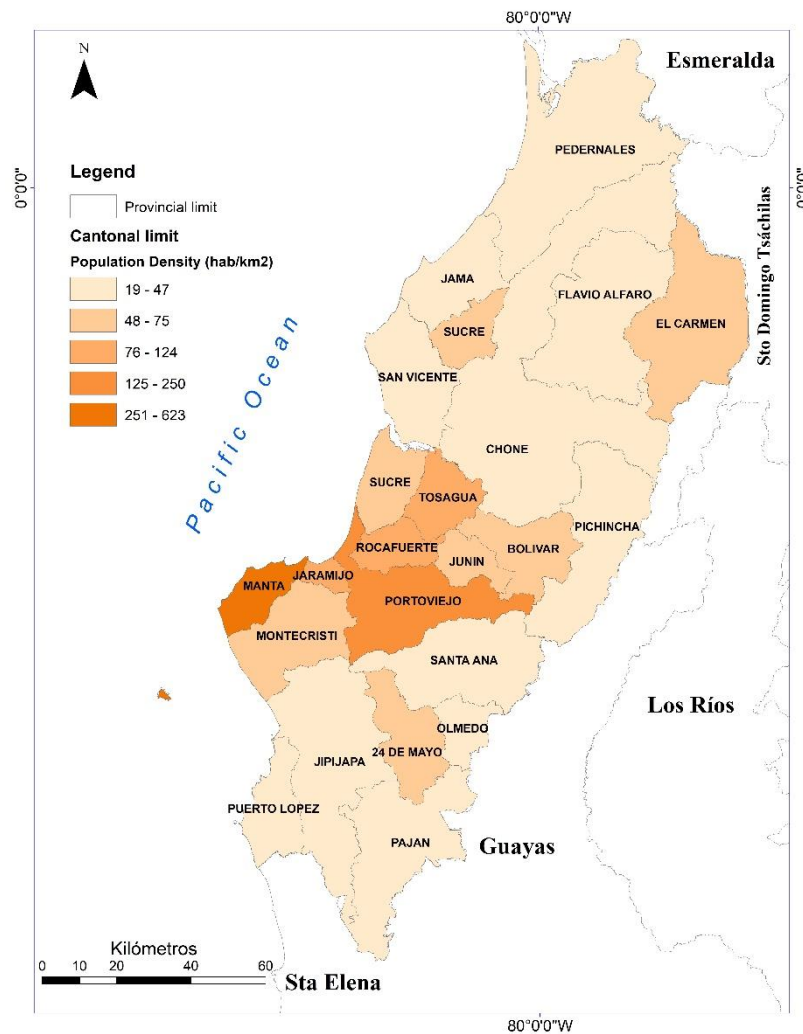 80°0'0"W
Esmeralda
N
PEDERNALES
Legend
0°0'0"
0°0'0"
Provincial limit
Cantonal limit
Population Density (hab/km2)
19 - 47
48 - 75
76 - 124
125 - 250
251 - 623
Sto Domingo Tsáchilas
JAMA
FLAVIO ALFARO
SUCRE
EL CARMEN
SAN VICENTE
Pacific Ocean
CHONE
SUCRE
TOSAGUA
PICHINCHA
ROCAFUERTE
JUNIN
BOLIVAR
JARAMIJO
MANTA
PORTOVIEJO
MONTECRISTI
SANTA ANA
Los Ríos
OLMEDO
24 DE MAYO
JIPIJAPA
PUERTO LOPEZ
PAJAN
Guayas
Kilómetros
0 10 20 40 60
Sta Elena
80°0'0"W